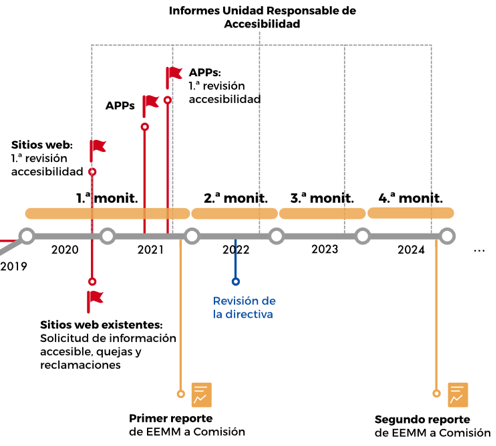 Informes Unidad Responsable de
Accesibilidad
APPs:
1.ª revisión
accesibilidad
APPs
Sitios web:
1.ª revisión
accesibilidad
1.ª monit.
2.ª monit.
3.ª monit.
4.ª monit.
2019
2020
2021
2022
2023
2024
...
Revisión de
la directiva
Sitios web existentes:
Solicitud de información
accesible, quejas y
reclamaciones
Primer reporte
de EEMM a Comisión
Segundo reporte
de EEMM a Comisión